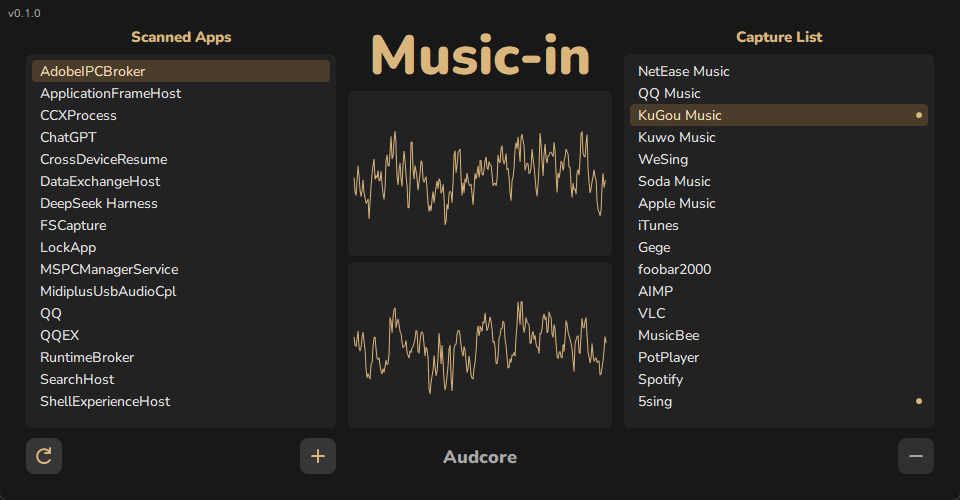 v0.1.0
Scanned Apps
AdobeIPCBroker
ApplicationFrameHost
CCXProcess
ChatGPT
CrossDeviceResume
DataExchangeHost
DeepSeek Harness
FSCapture
LockApp
MSPCManagerService
MidiplusUsbAudioCpl
QQ
QQEX
RuntimeBroker
SearchHost
ShellExperienceHost
Music-in
Audcore
Capture List
NetEase Music
QQ Music
KuGou Music
Kuwo Music
WeSing
Soda Music
Apple Music
iTunes
Gege
foobar2000
AIMP
VLC
MusicBee
PotPlayer
Spotify
5sing